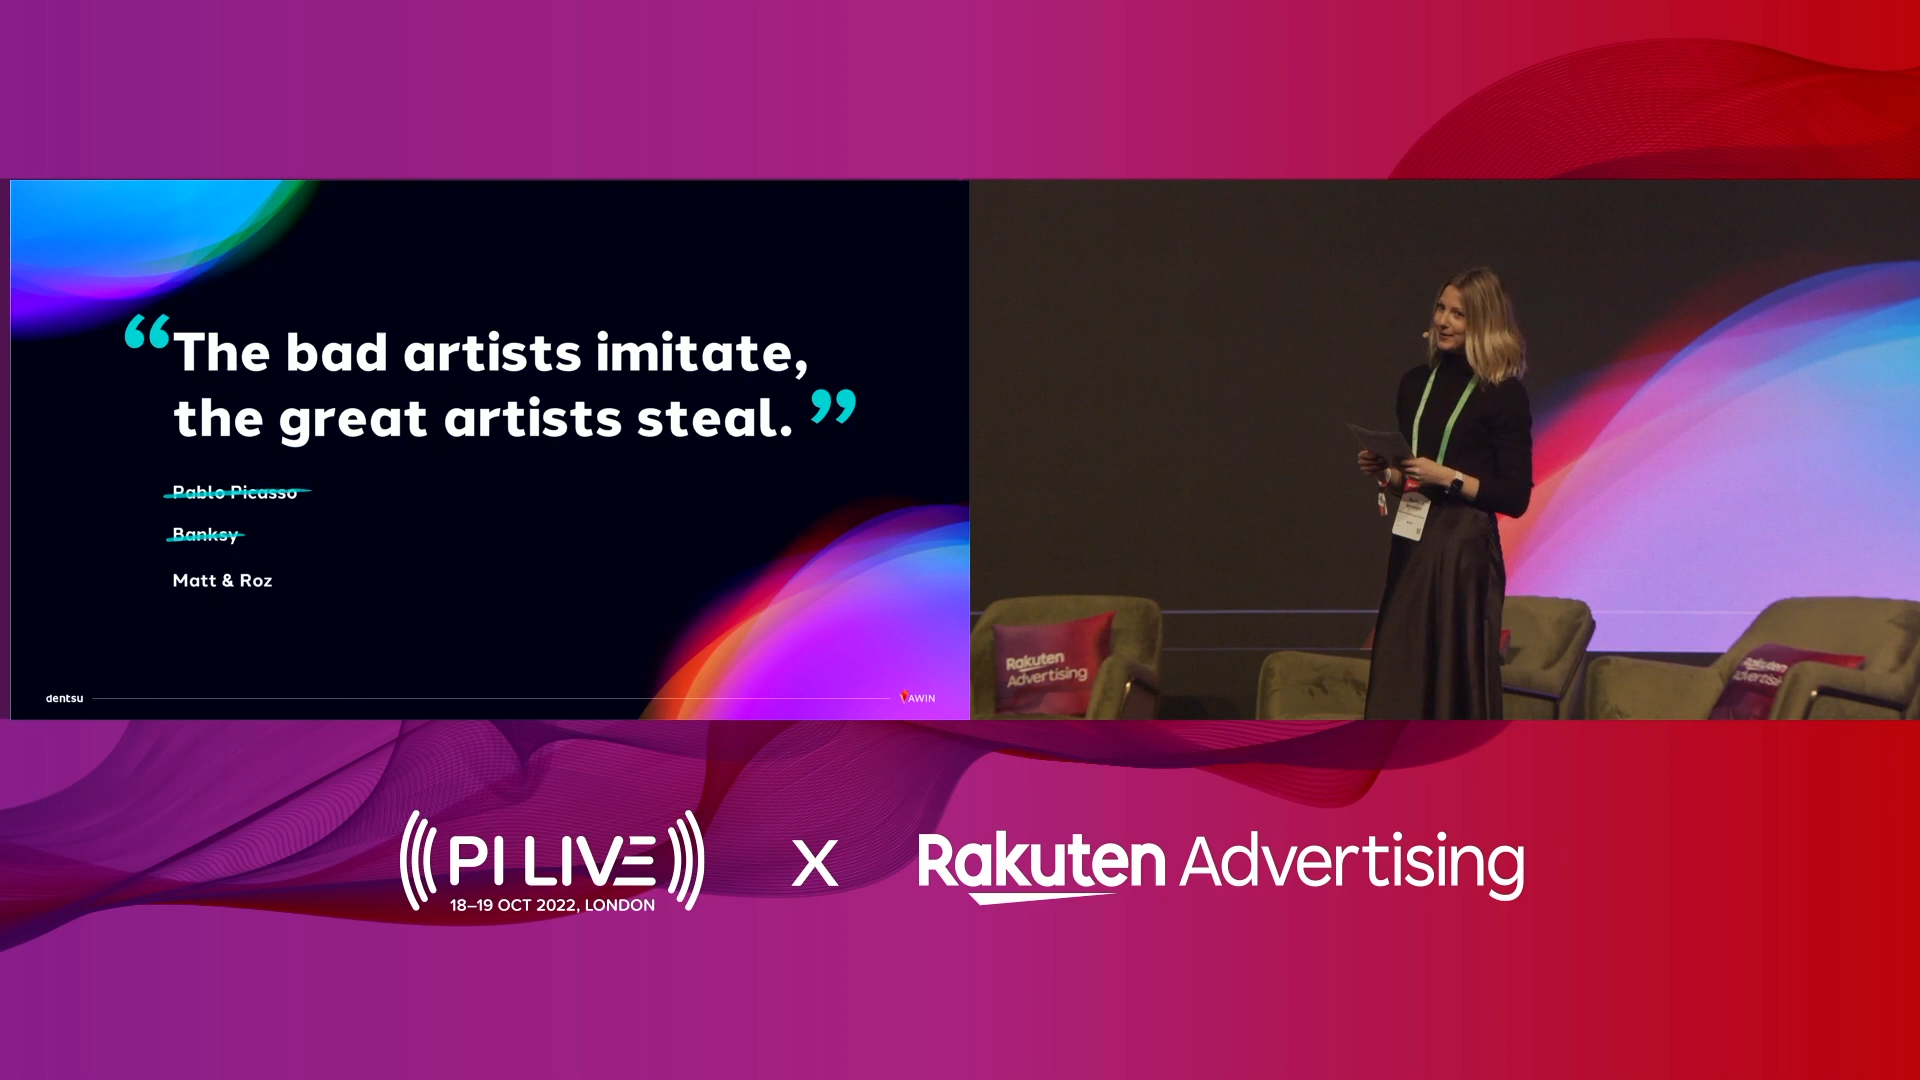 “The bad artists imitate,
the great artists steal.”
Pablo Picasso
Banksy
Matt & Roz
dentsu
AWIN
Rakuten
Advertising
Rakuten
PI LIVE
18–19 OCT 2022, LONDON
X
Rakuten Advertising